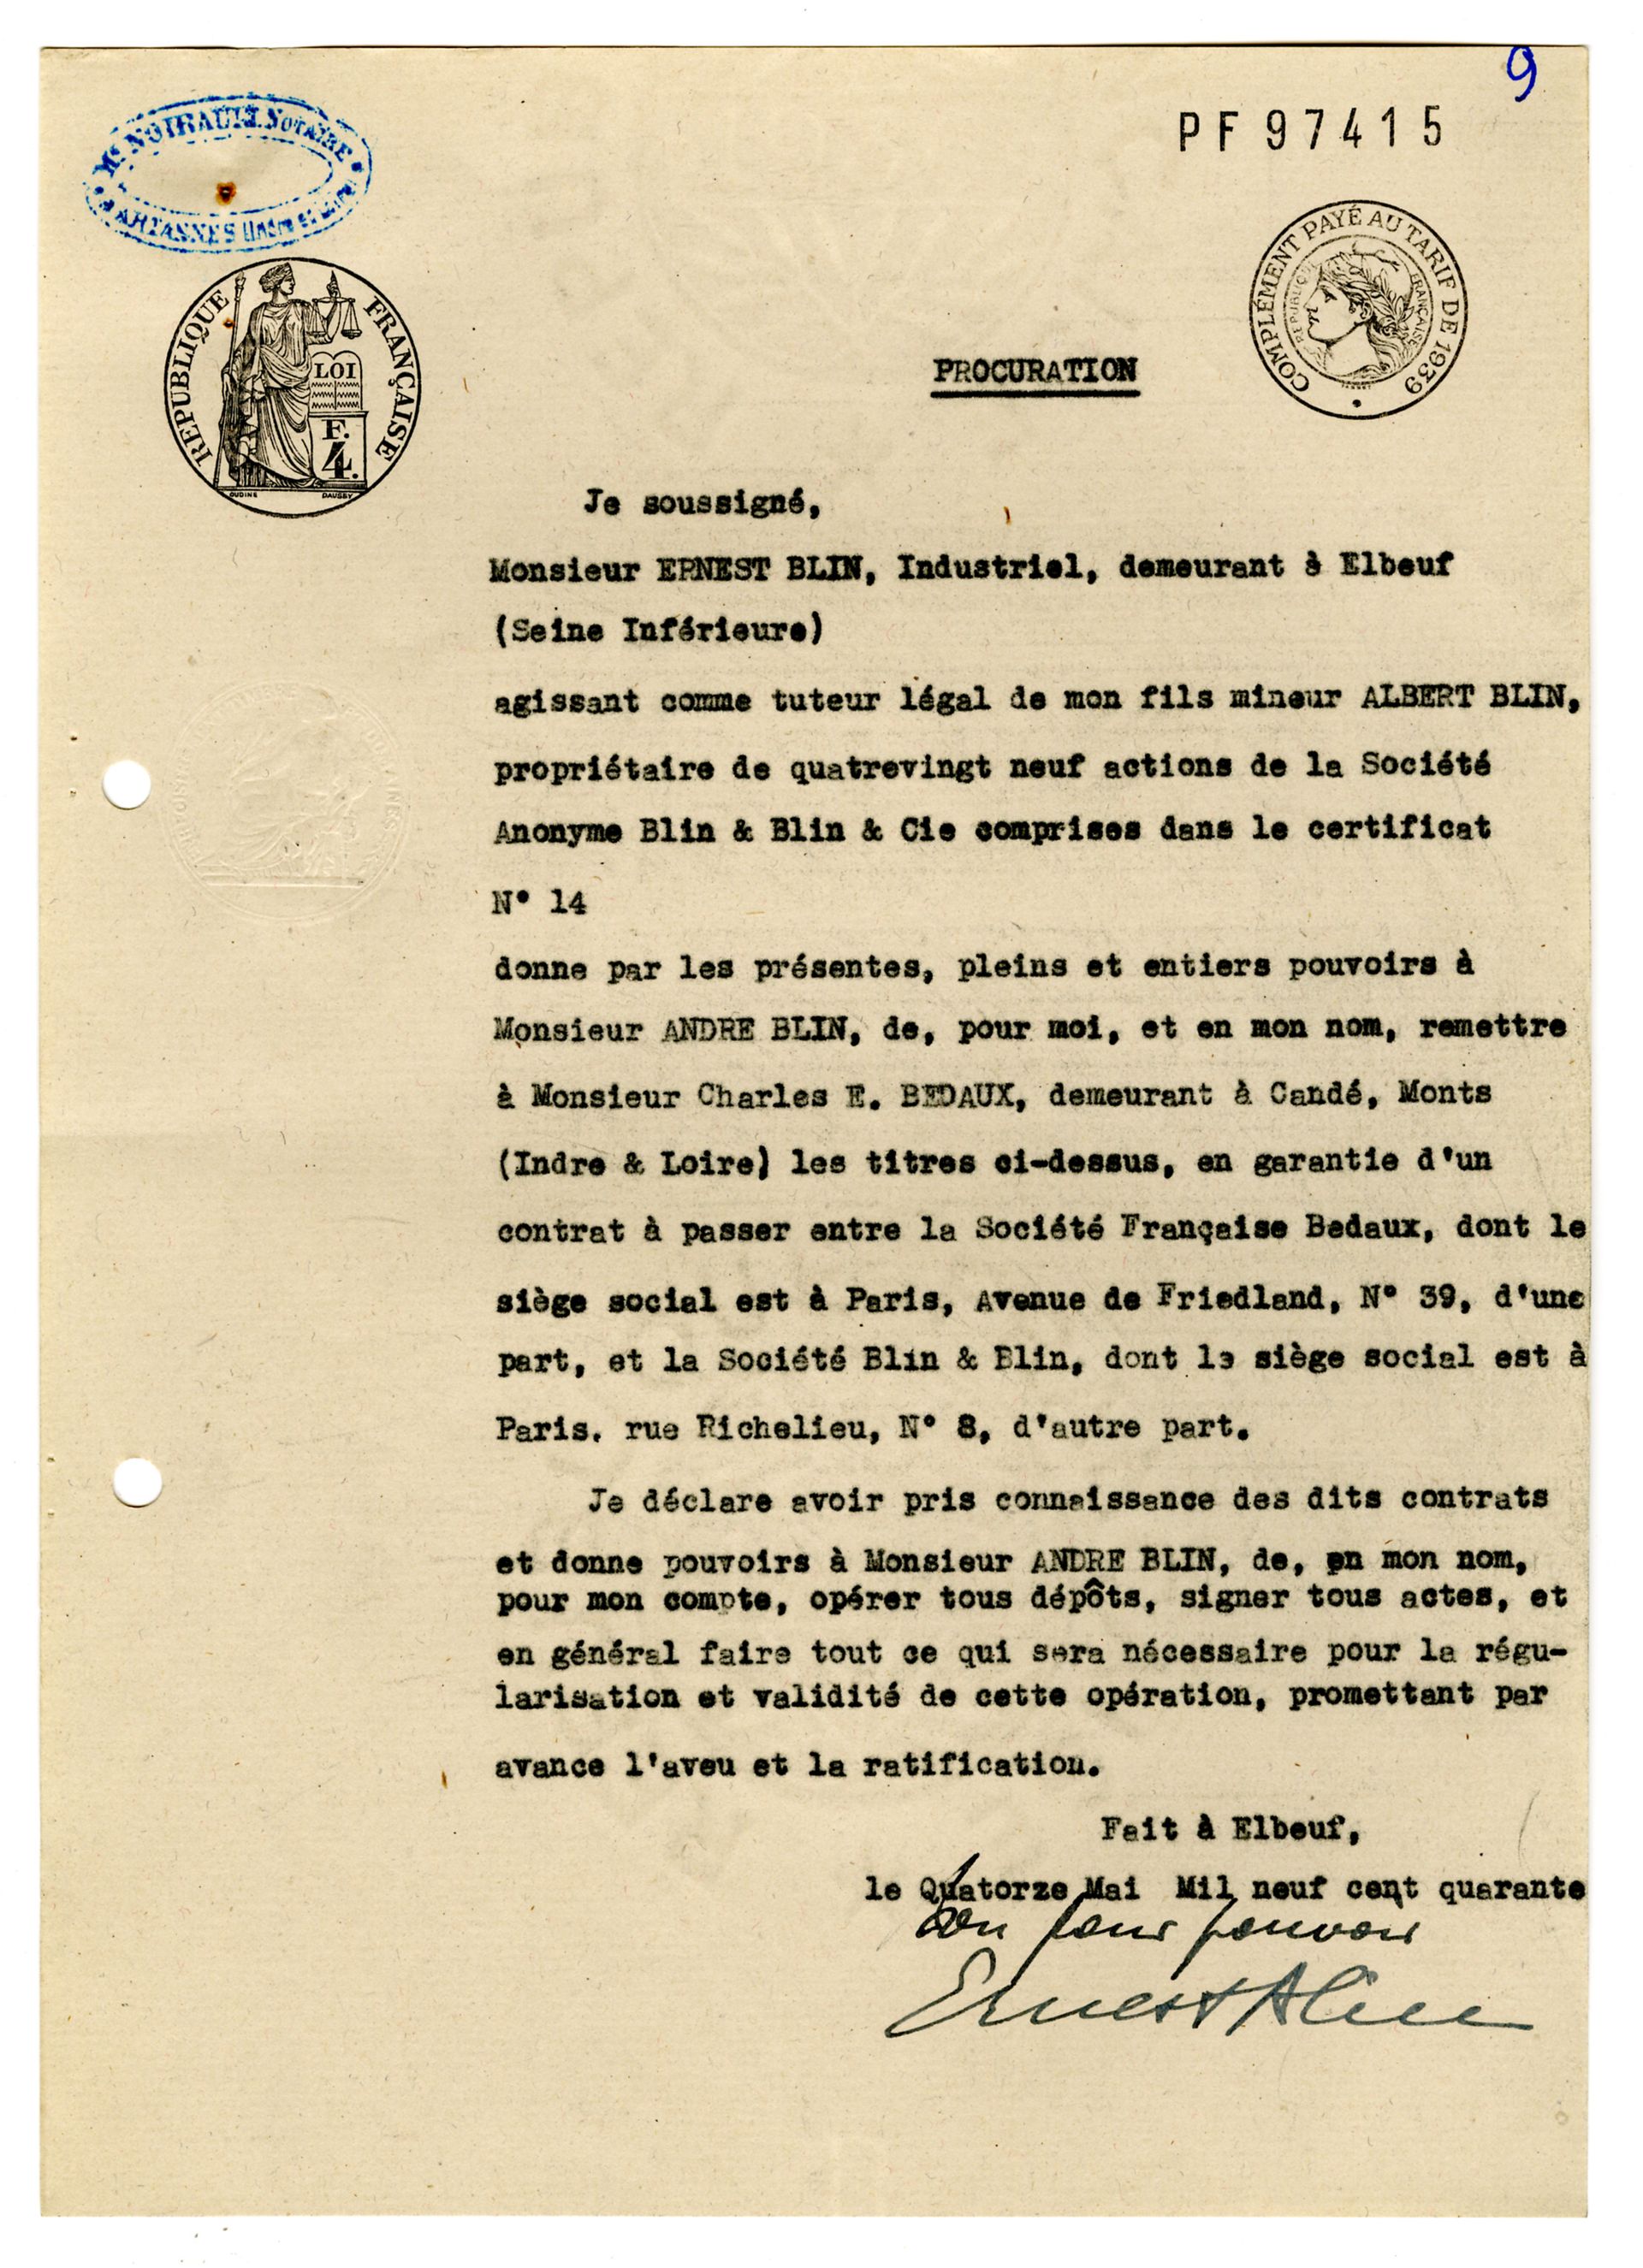 9
PF97415
Me NOIRAULT Notaire
à ARTANNES Indre et Loire
COMPLÉMENT PAYÉ AU TARIF DE 1939
REPUBLIQUE FRANÇAISE
REPUBLIQUE FRANÇAISE
LOI
F.
4.
OUDINE
PROCURATION
Je soussigné,
Monsieur ERNEST BLIN, Industriel, demeurant à Elbeuf
(Seine Inférieure)
agissant comme tuteur légal de mon fils mineur ALBERT BLIN,
propriétaire de quatrevingt neuf actions de la Société
Anonyme Blin & Blin & Cie comprises dans le certificat
N° 14
donne par les présentes, pleins et entiers pouvoirs à
Monsieur ANDRE BLIN, de, pour moi, et en mon nom, remettre
à Monsieur Charles E. BEDAUX, demeurant à Candé, Monts
(Indre & Loire) les titres ci-dessus, en garantie d'un
contrat à passer entre la Société Française Bedaux, dont le
siège social est à Paris, Avenue de Friedland, N° 39, d'une
part, et la Société Blin & Blin, dont le siège social est à
Paris. rue Richelieu, N° 8, d'autre part.
Je déclare avoir pris connaissance des dits contrats
et donne pouvoirs à Monsieur ANDRE BLIN, de, en mon nom,
pour mon compte, opérer tous dépôts, signer tous actes, et
en général faire tout ce qui sera nécessaire pour la régu-
larisation et validité de cette opération, promettant par
avance l'aveu et la ratification.
Fait à Elbeuf,
le Quatorze Mai Mil neuf cent quarante
Bon pour pouvoir
Ernest Blin